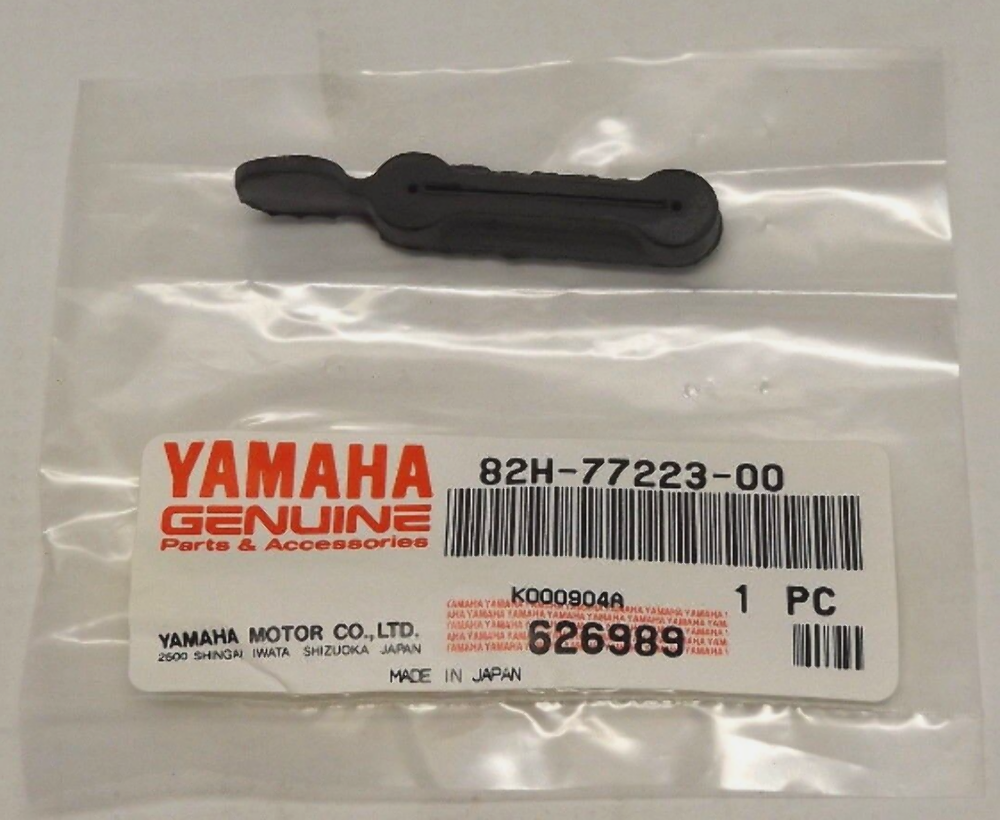 YAMAHA
GENUINE
Parts & Accessories
82H-77223-00
K000904A
1 PC
626989
YAMAHA MOTOR CO.,LTD.
2500 SHINGAI IWATA SHIZUOKA JAPAN
MADE IN JAPAN